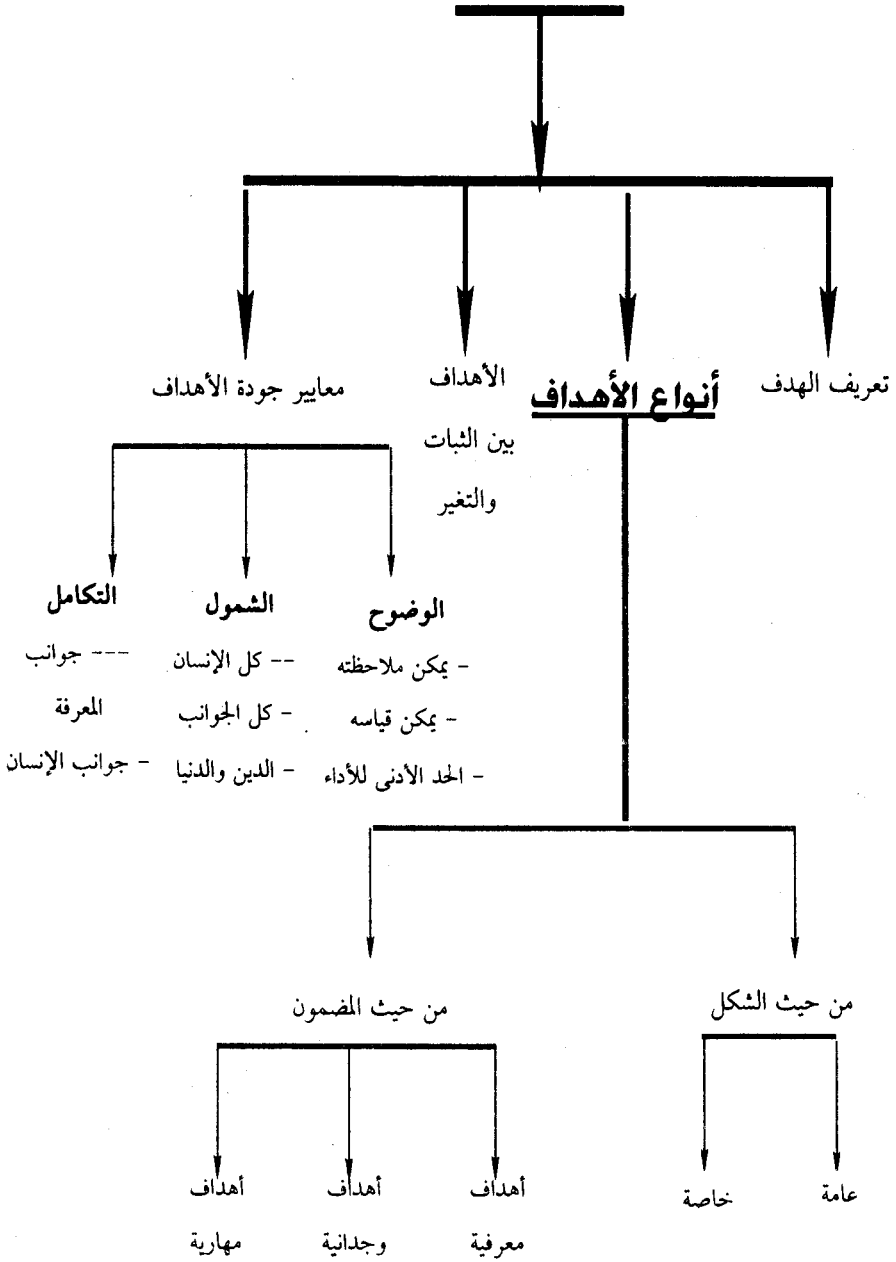 تعريف الهدف
أنواع الأهداف
الأهداف
بين الثبات
والتغير
معايير جودة الأهداف
الوضوح
- يمكن ملاحظته
- يمكن قياسه
- الحد الأدنى للأداء
الشمول
-- كل الإنسان
- كل الجوانب
- الدين والدنيا
التكامل
--- جوانب
المعرفة
- جوانب الإنسان
من حيث الشكل
عامة
خاصة
من حيث المضمون
أهداف
معرفية
أهداف
وجدانية
أهداف
مهارية